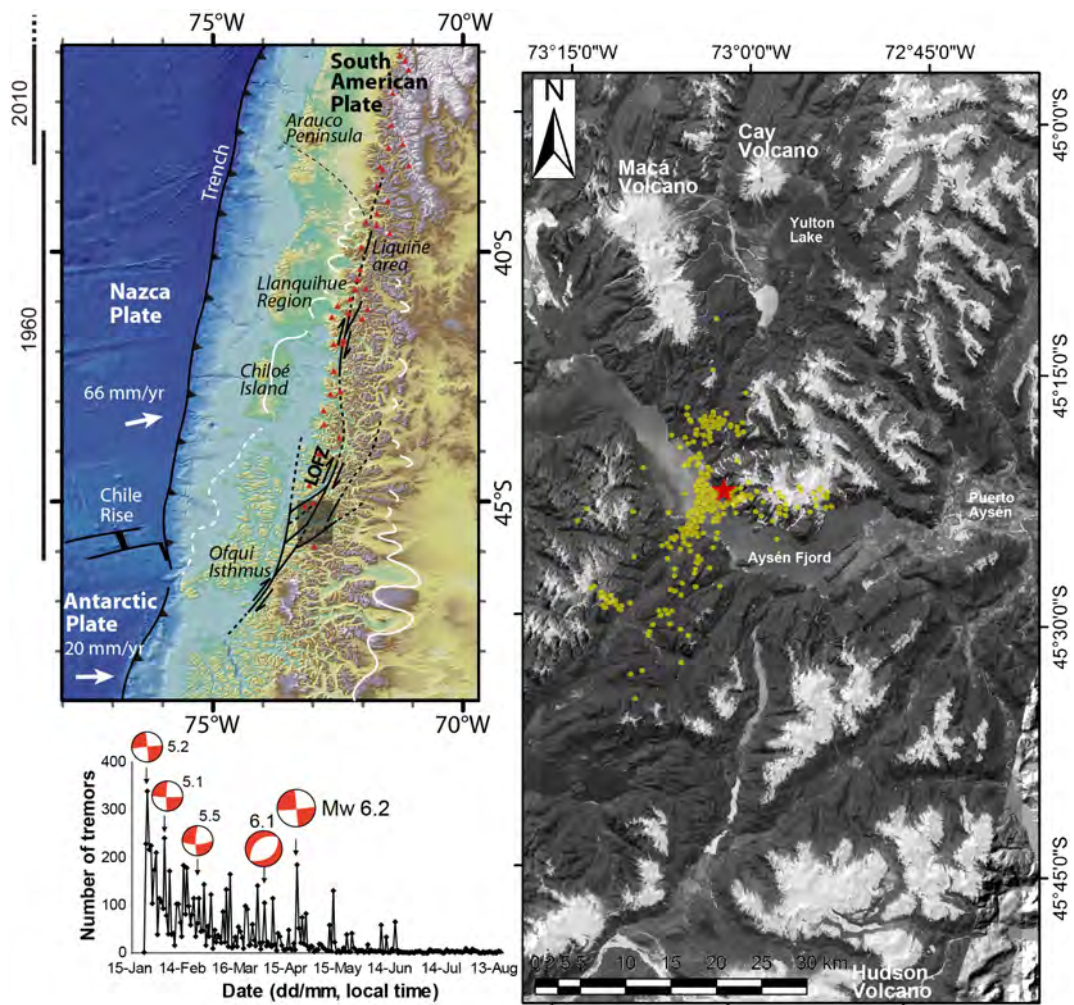 75°W
70°W
2010
1960
South
American
Plate
Arauco
Peninsula
Trench
Liquiñe
area
40°S
Llanquihue
Region
Nazca
Plate
Chiloé
Island
66 mm/yr
LOFZ
Chile
Rise
45°S
Ofqui
Isthmus
Antarctic
Plate
20 mm/yr
75°W
70°W
5.2
400
5.1
300
5.5
6.1
Mw 6.2
200
100
0
Number of tremors
15-Jan
14-Feb
16-Mar
15-Apr
15-May
14-Jun
14-Jul
13-Aug
Date (dd/mm, local time)
73°15'0"W
73°0'0"W
72°45'0"W
N
45°0'0"S
Cay
Volcano
Macá
Volcano
Yulton
Lake
45°15'0"S
Puerto
Aysén
Aysén Fjord
45°30'0"S
45°45'0"S
0 2,5 5 10 15 20 25 30 km
Hudson
Volcano